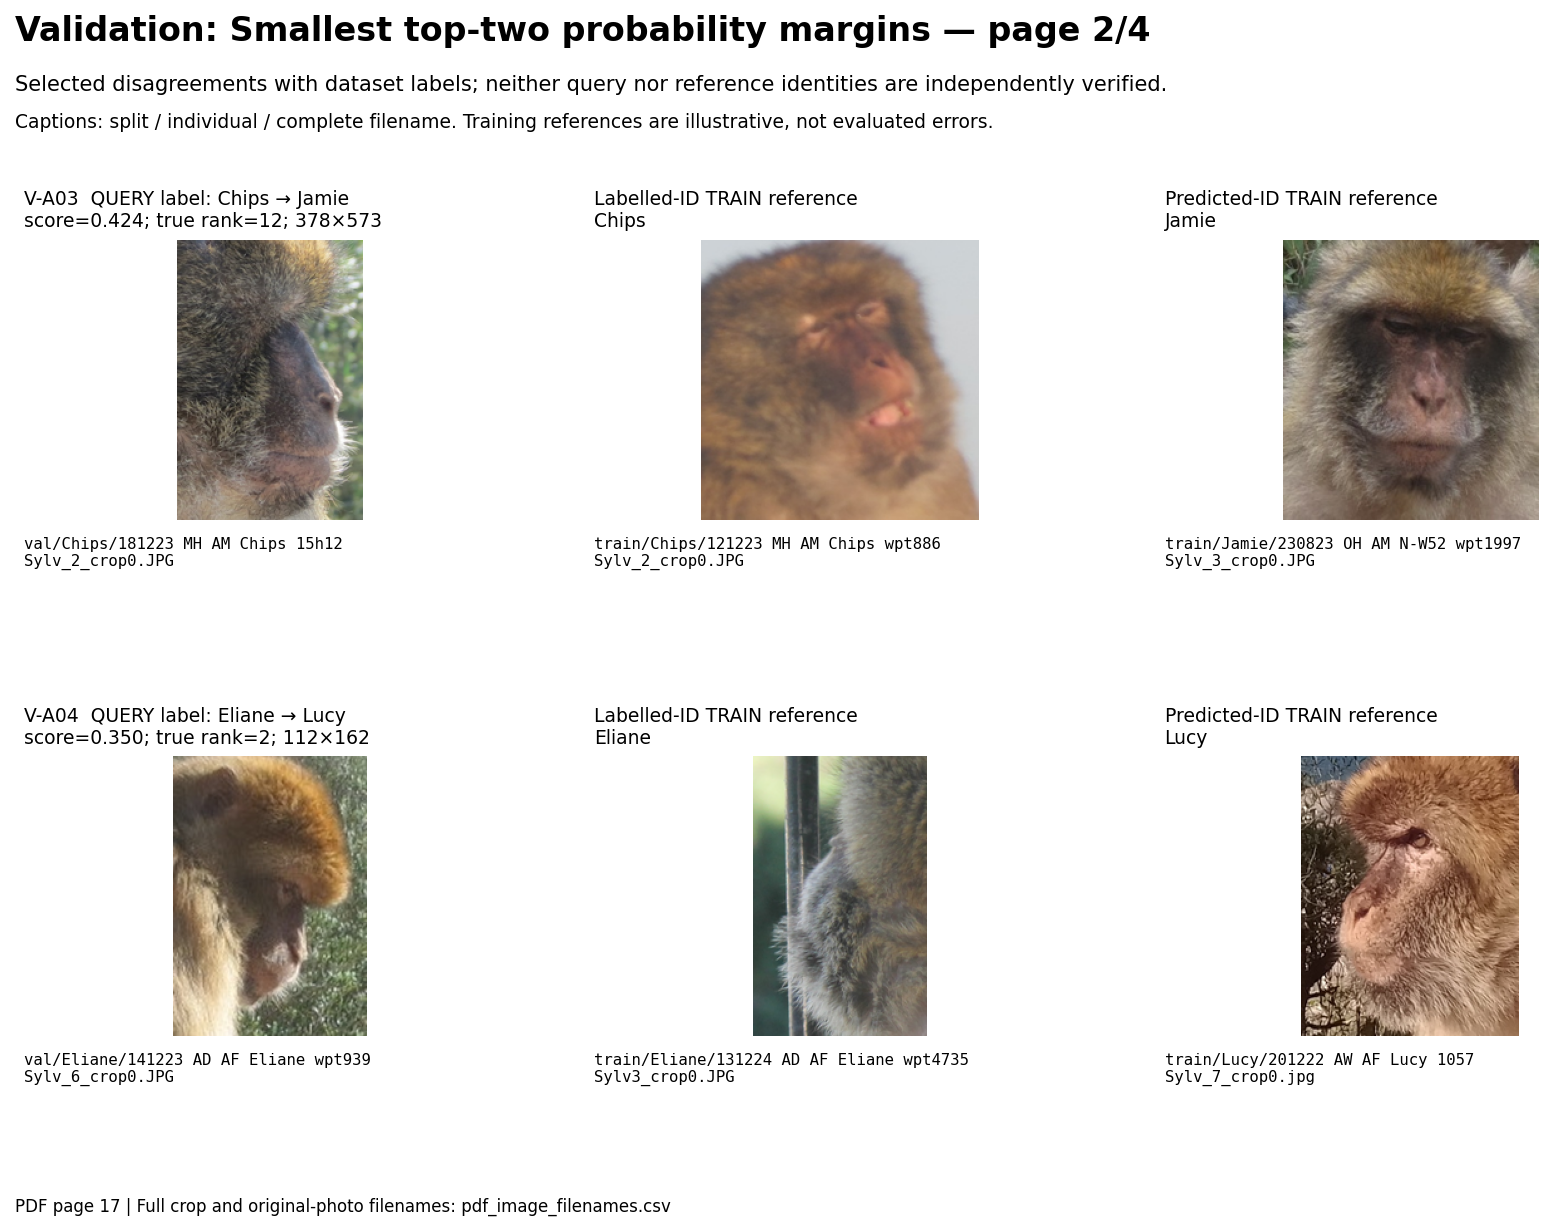 Validation: Smallest top-two probability margins — page 2/4
Selected disagreements with dataset labels; neither query nor reference identities are independently verified.
Captions: split / individual / complete filename. Training references are illustrative, not evaluated errors.
V-A03  QUERY label: Chips → Jamie
score=0.424; true rank=12; 378×573
Labelled-ID TRAIN reference
Chips
Predicted-ID TRAIN reference
Jamie
val/Chips/181223 MH AM Chips 15h12
Sylv_2_crop0.JPG
train/Chips/121223 MH AM Chips wpt886
Sylv_2_crop0.JPG
train/Jamie/230823 OH AM N-W52 wpt1997
Sylv_3_crop0.JPG
V-A04  QUERY label: Eliane → Lucy
score=0.350; true rank=2; 112×162
Labelled-ID TRAIN reference
Eliane
Predicted-ID TRAIN reference
Lucy
val/Eliane/141223 AD AF Eliane wpt939
Sylv_6_crop0.JPG
train/Eliane/131224 AD AF Eliane wpt4735
Sylv3_crop0.JPG
train/Lucy/201222 AW AF Lucy 1057
Sylv_7_crop0.jpg
PDF page 17 | Full crop and original-photo filenames: pdf_image_filenames.csv